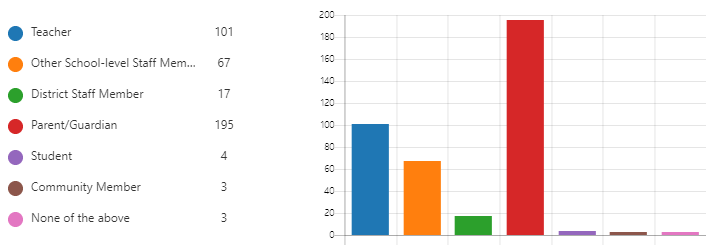 Teacher 101
Other School-level Staff Mem... 67
District Staff Member 17
Parent/Guardian 195
Student 4
Community Member 3
None of the above 3
200
180
160
140
120
100
80
60
40
20
0